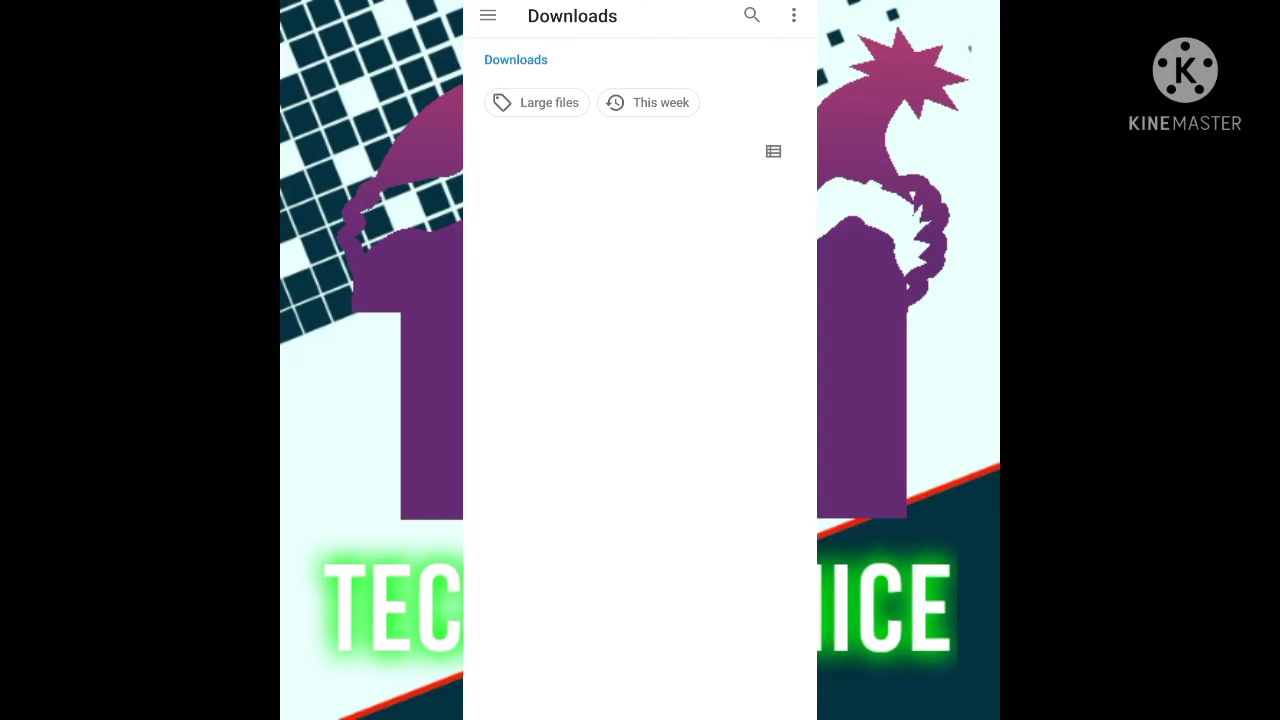 Downloads
Downloads
Large files
This week
TEC
ICE
K
KINEMASTER